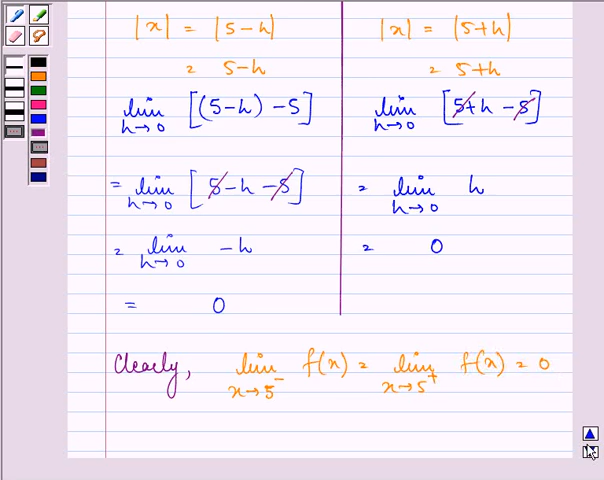 |x| = |5-h|
= 5-h
lim h→0 [(5-h) -5]
= lim h→0 [5-h-5]
= lim h→0 -h
= 0
|x| = |5+h|
= 5+h
lim h→0 [5+h-5]
= lim h→0 h
= 0
Clearly, lim x→5⁻ f(x) = lim x→5⁺ f(x) = 0